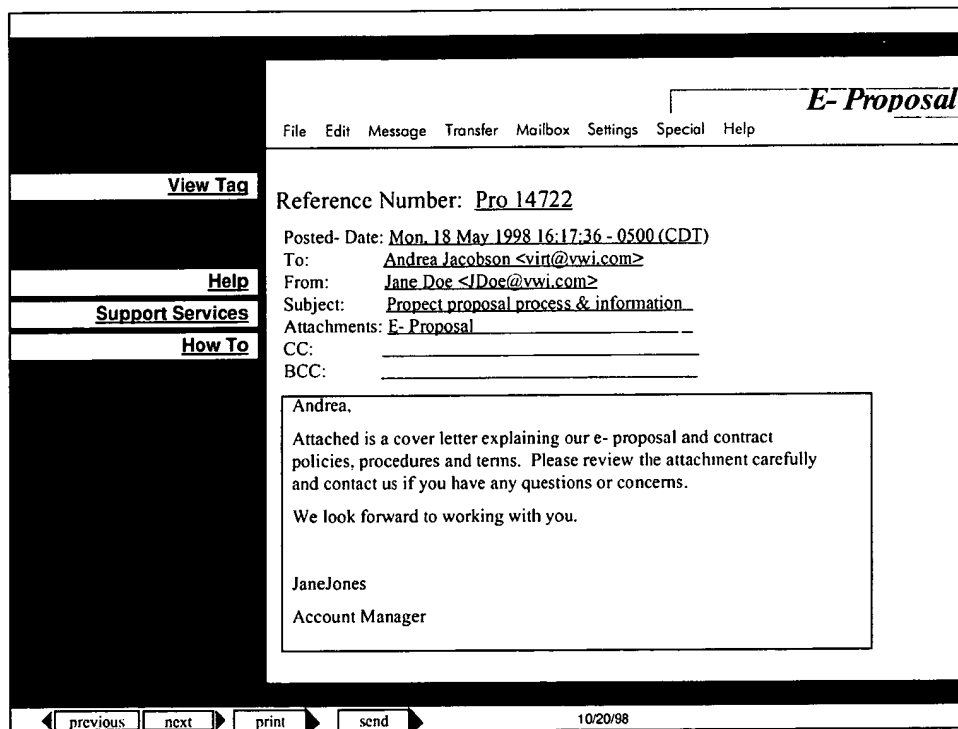 E- Proposal
File Edit Message Transfer Mailbox Settings Special Help
View Tag
Help
Support Services
How To
Reference Number: Pro 14722
Posted- Date: Mon, 18 May 1998 16:17:36 - 0500 (CDT)
To: Andrea Jacobson <virt@vwi.com>
From: Jane Doe <JDoe@vwi.com>
Subject: Propect proposal process & information
Attachments: E- Proposal
CC:
BCC:
Andrea,
Attached is a cover letter explaining our e- proposal and contract
policies, procedures and terms. Please review the attachment carefully
and contact us if you have any questions or concerns.
We look forward to working with you.
JaneJones
Account Manager
previous next print send 10/20/98